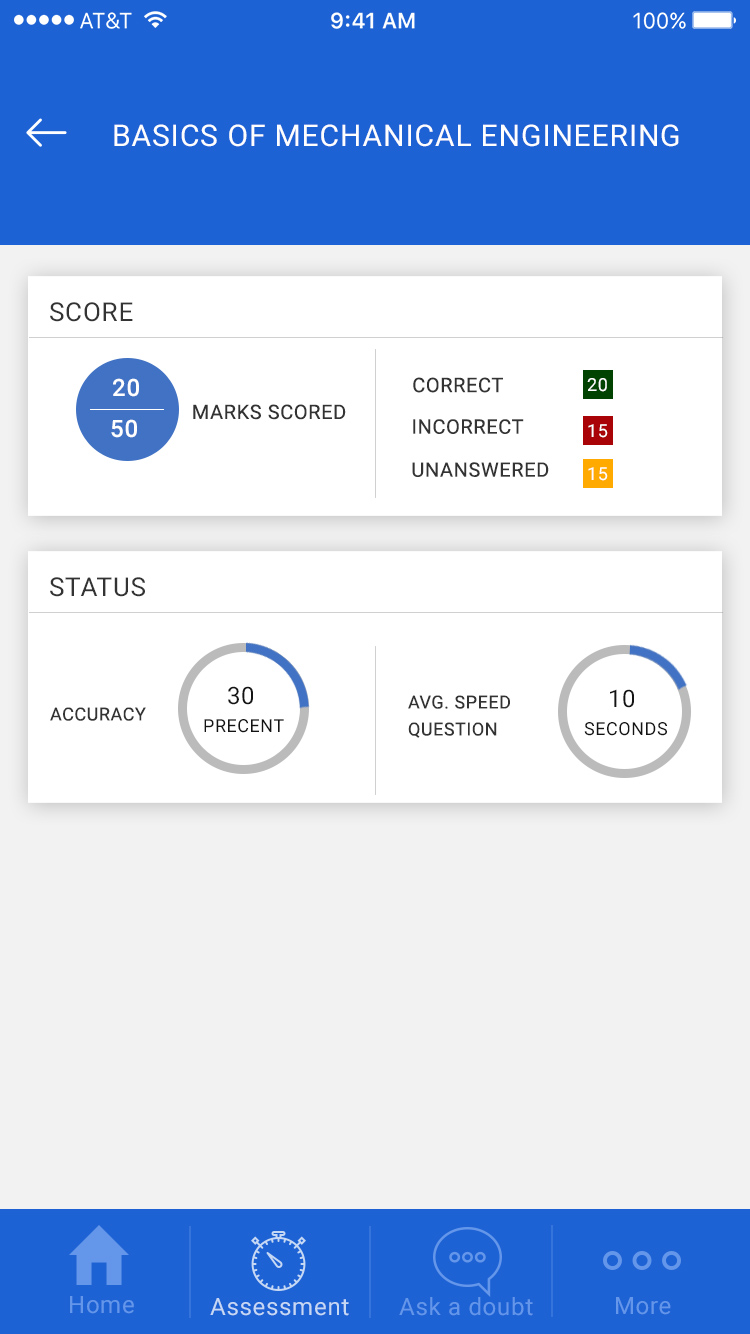 AT&T 9:41 AM 100%
BASICS OF MECHANICAL ENGINEERING
SCORE
20
50
MARKS SCORED
CORRECT 20
INCORRECT 15
UNANSWERED 15
STATUS
ACCURACY
30
PRECENT
AVG. SPEED
QUESTION
10
SECONDS
Home Assessment Ask a doubt More